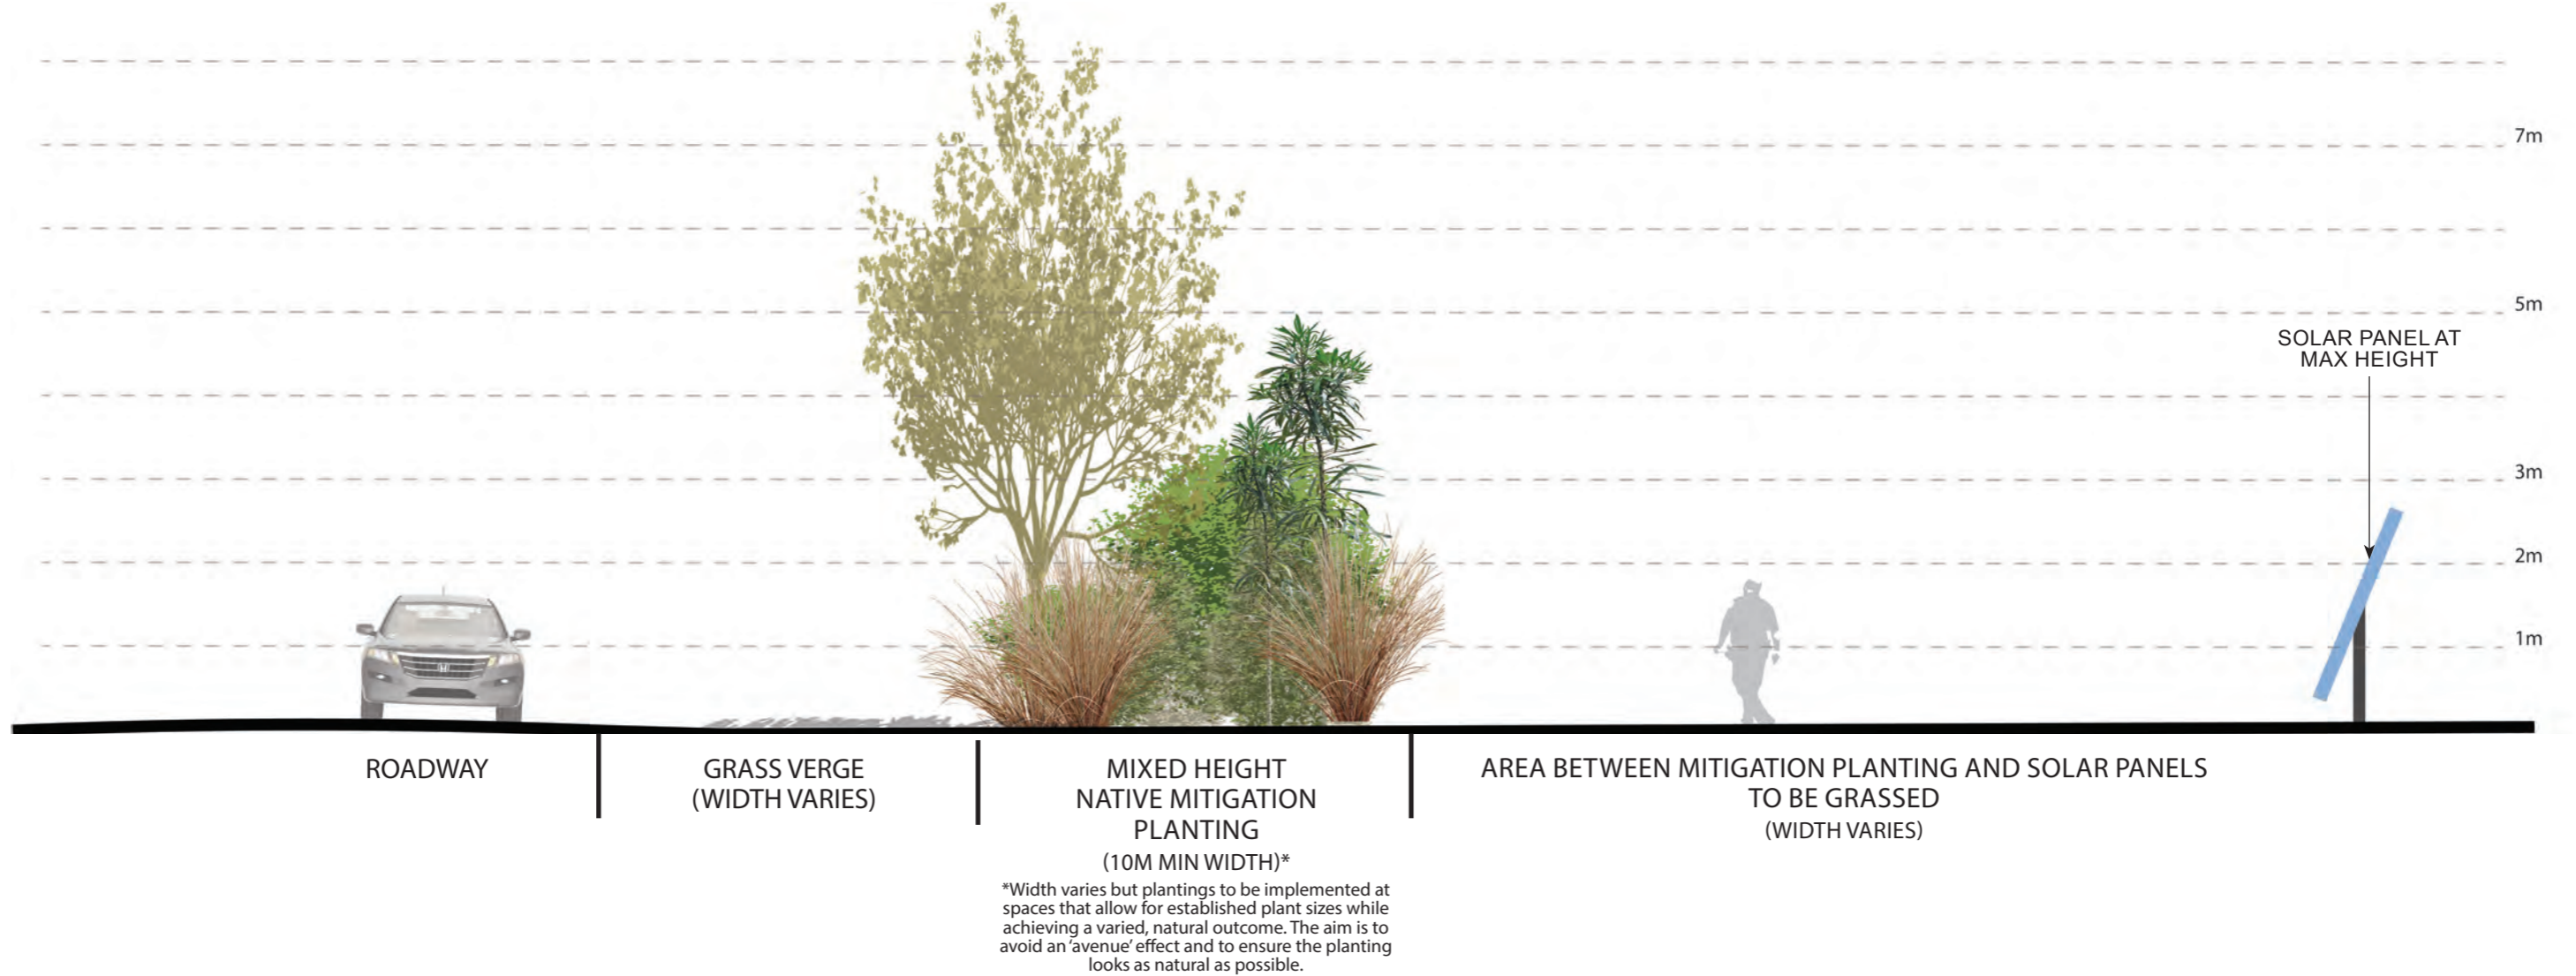 7m
5m
SOLAR PANEL AT
MAX HEIGHT
3m
2m
1m
ROADWAY
GRASS VERGE
(WIDTH VARIES)
MIXED HEIGHT
NATIVE MITIGATION
PLANTING
(10M MIN WIDTH)*
*Width varies but plantings to be implemented at
spaces that allow for established plant sizes while
achieving a varied, natural outcome. The aim is to
avoid an 'avenue' effect and to ensure the planting
looks as natural as possible.
AREA BETWEEN MITIGATION PLANTING AND SOLAR PANELS
TO BE GRASSED
(WIDTH VARIES)